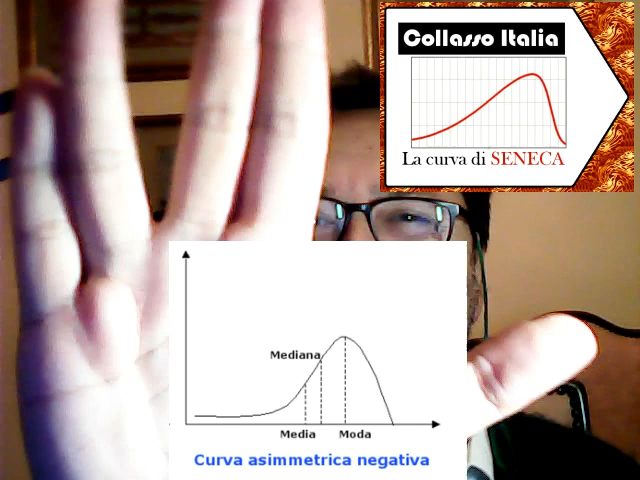 Collasso Italia
La curva di SENECA
Mediana
Media Moda
Curva asimmetrica negativa